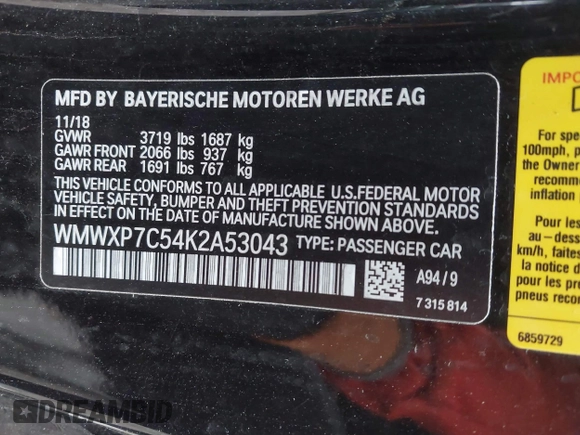 MFD BY BAYERISCHE MOTOREN WERKE AG
11/18
GVWR 3719 lbs 1687 kg
GAWR FRONT 2066 lbs 937 kg
GAWR REAR 1691 lbs 767 kg
THIS VEHICLE CONFORMS TO ALL APPLICABLE U.S.FEDERAL MOTOR
VEHICLE SAFETY, BUMPER AND THEFT PREVENTION STANDARDS
IN EFFECT ON THE DATE OF MANUFACTURE SHOWN ABOVE.
WMWXP7C54K2A53043 TYPE: PASSENGER CAR
A94/9
7 315 814
IMPO
For spe
100mph, p
the Owner
recomme
inflation
Pour les
au-dess
km/h, faites
la notice d
pour les pre
pneus recon
6859729
DREAMBID